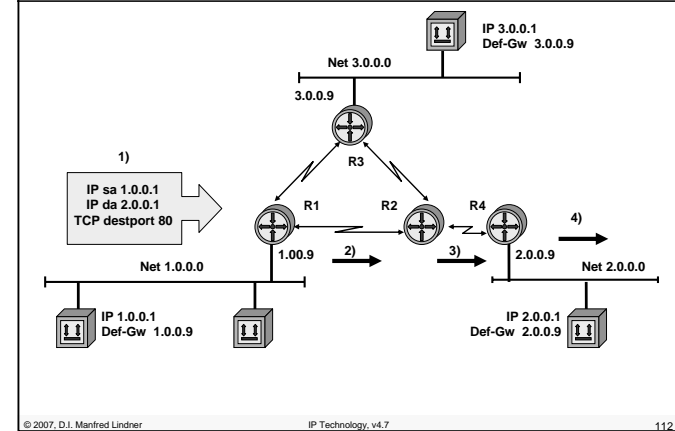 IP 3.0.0.1
Def-Gw 3.0.0.9
Net 3.0.0.0
3.0.0.9
R3
1)
IP sa 1.0.0.1
IP da 2.0.0.1
TCP destport 80
R1
R2
R4
4)
1.00.9
2)
3)
2.0.0.9
Net 1.0.0.0
Net 2.0.0.0
IP 1.0.0.1
Def-Gw 1.0.0.9
IP 2.0.0.1
Def-Gw 2.0.0.9
© 2007, D.I. Manfred Lindner
IP Technology, v4.7
112